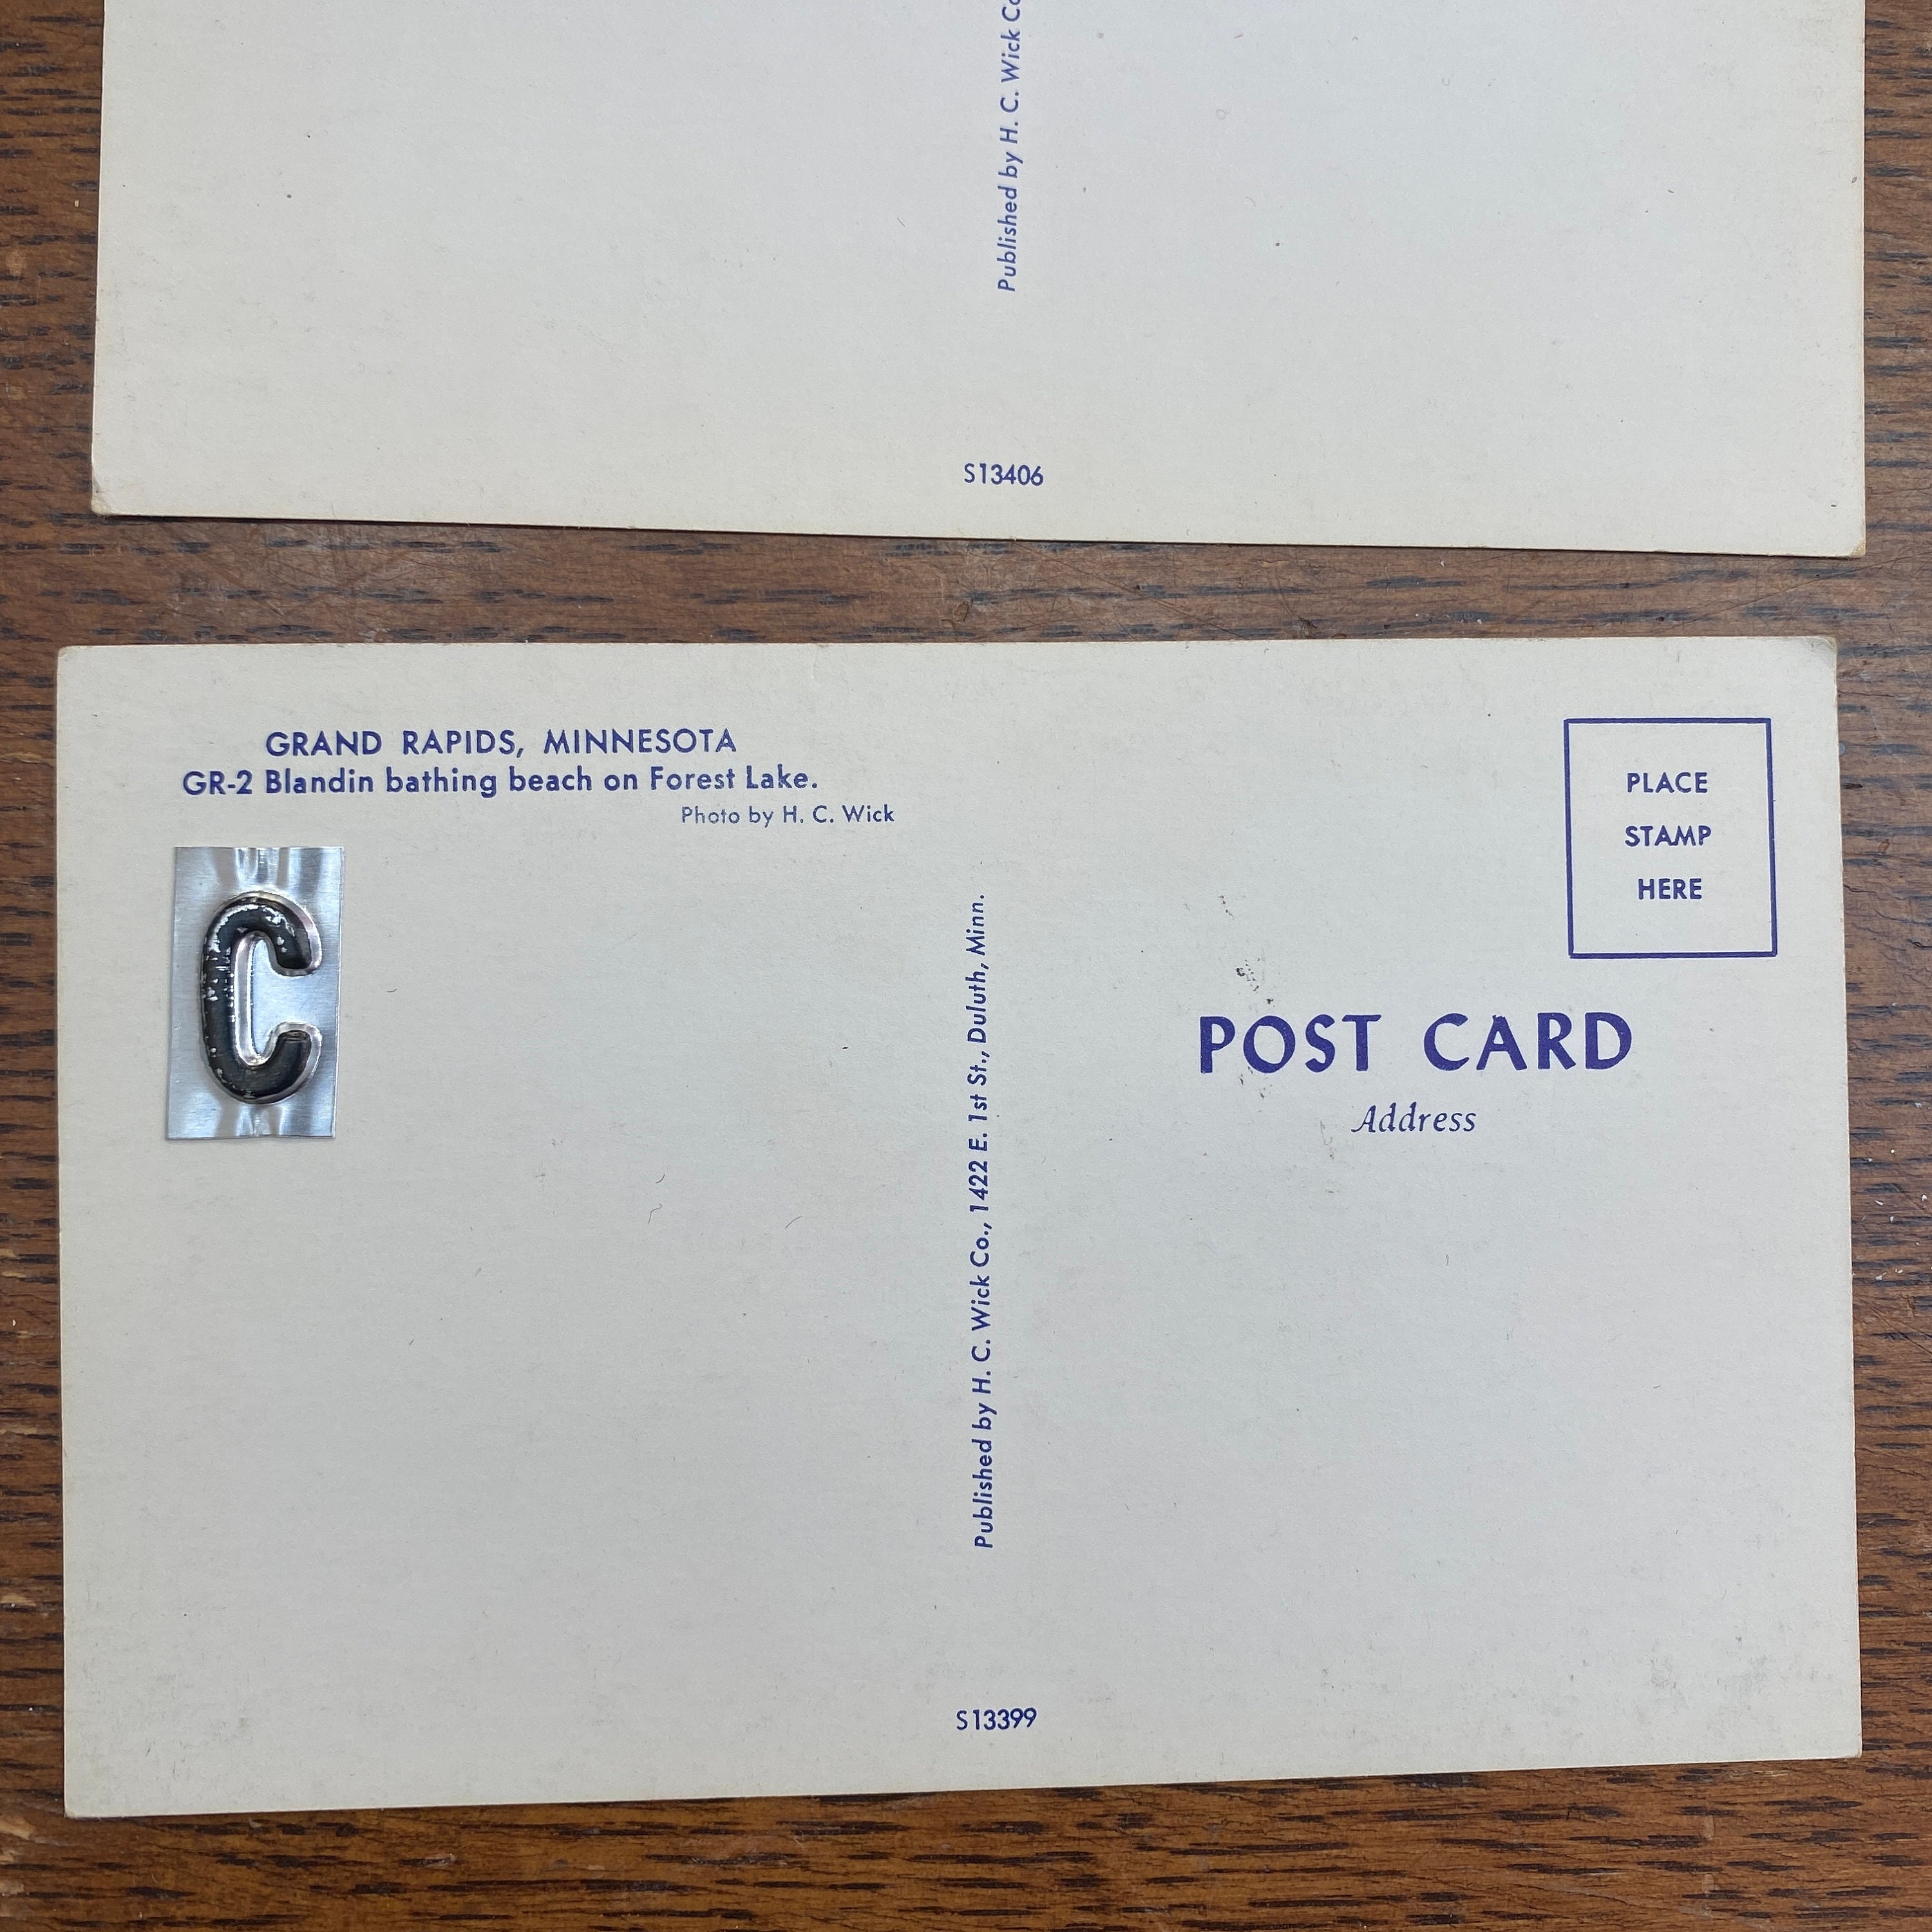 Published by H. C. Wick Co
S13406
GRAND RAPIDS, MINNESOTA
GR-2 Blandin bathing beach on Forest Lake.
Photo by H. C. Wick
C
Published by H. C. Wick Co., 1422 E. 1st St., Duluth, Minn.
PLACE
STAMP
HERE
POST CARD
Address
S13399